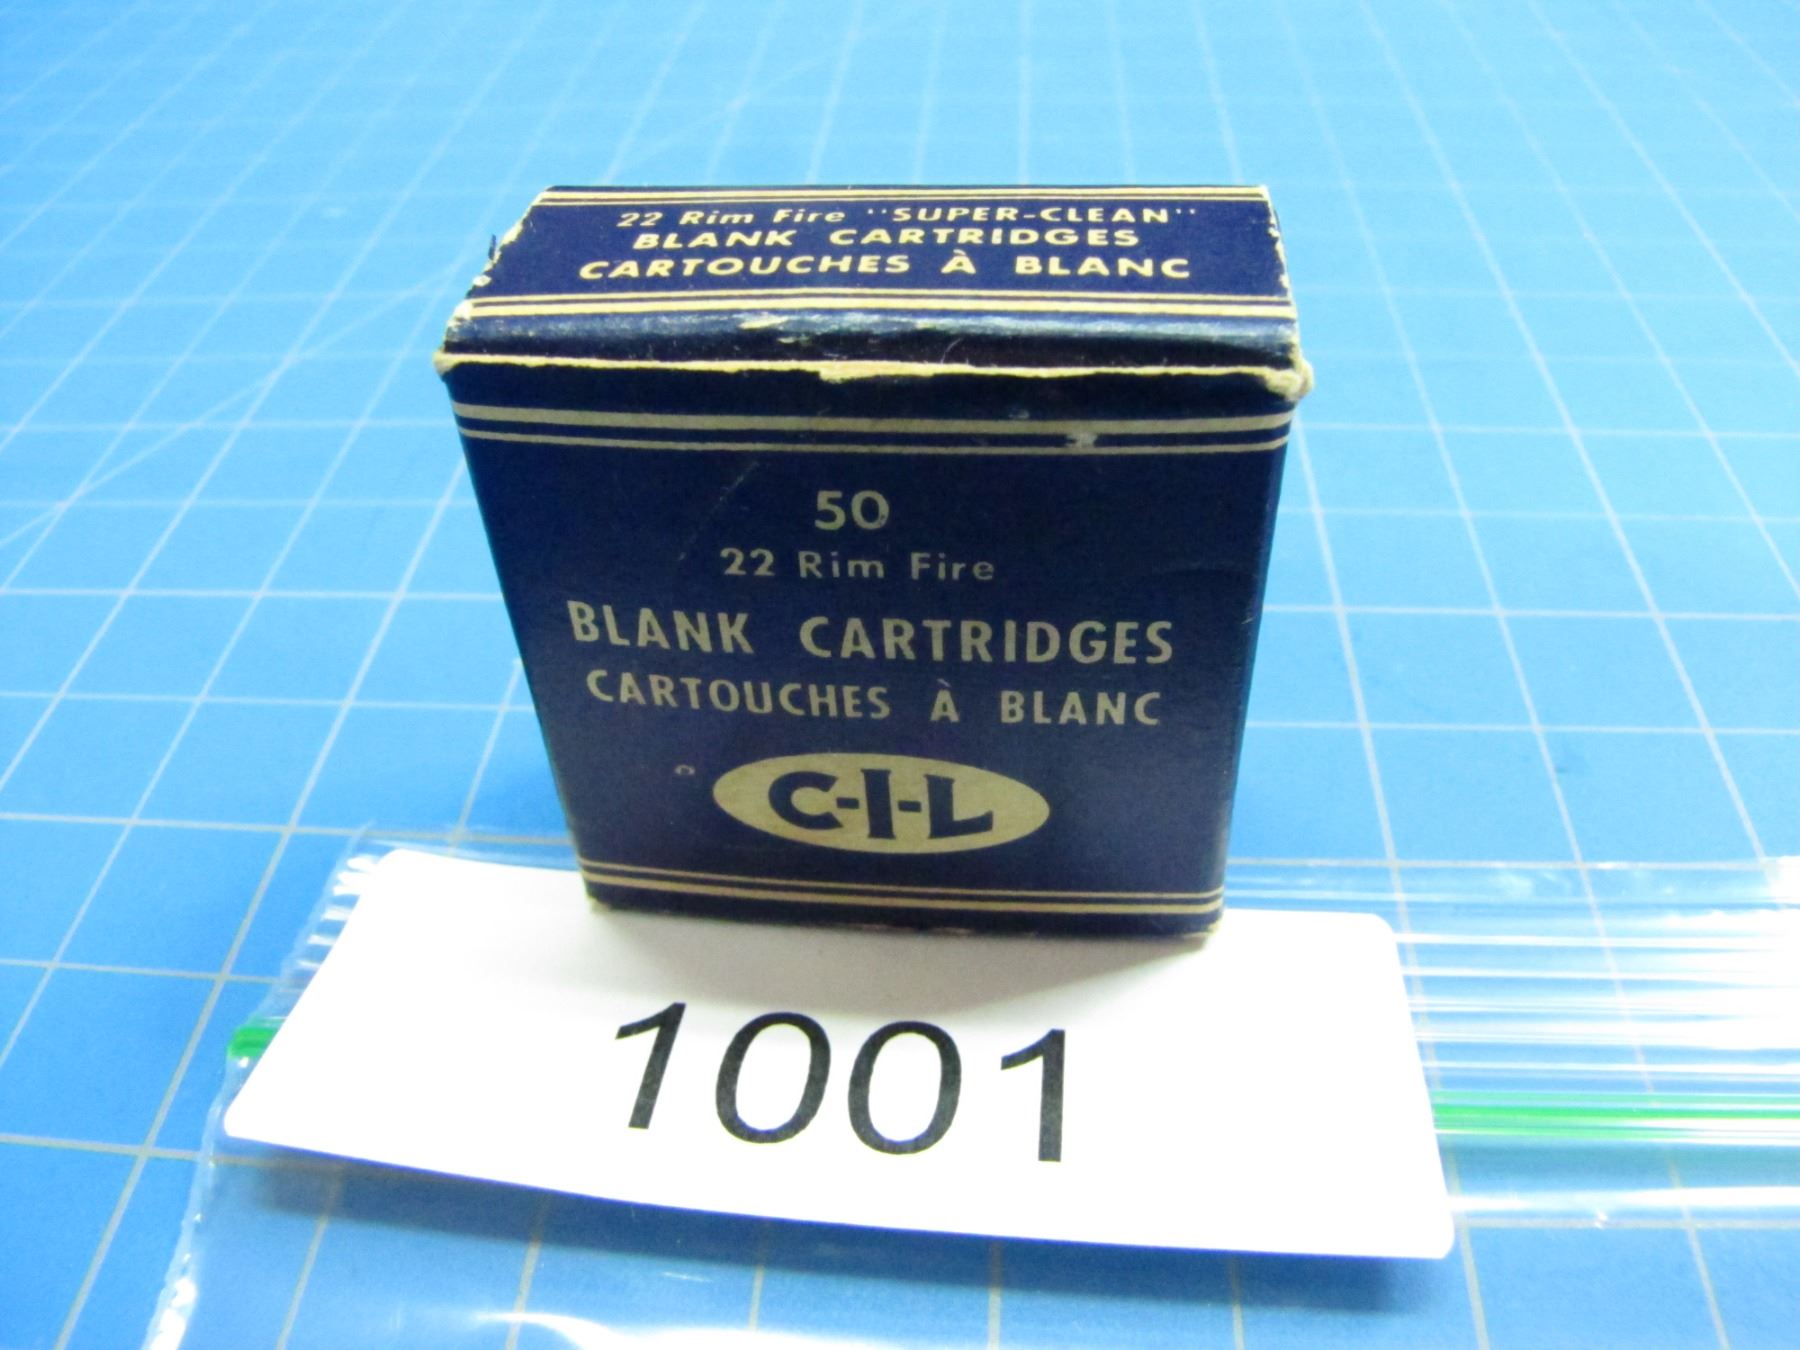 22 Rim Fire "SUPER-CLEAN"
BLANK CARTRIDGES
CARTOUCHES À BLANC
50
22 Rim Fire
BLANK CARTRIDGES
CARTOUCHES À BLANC
C-I-L
1001